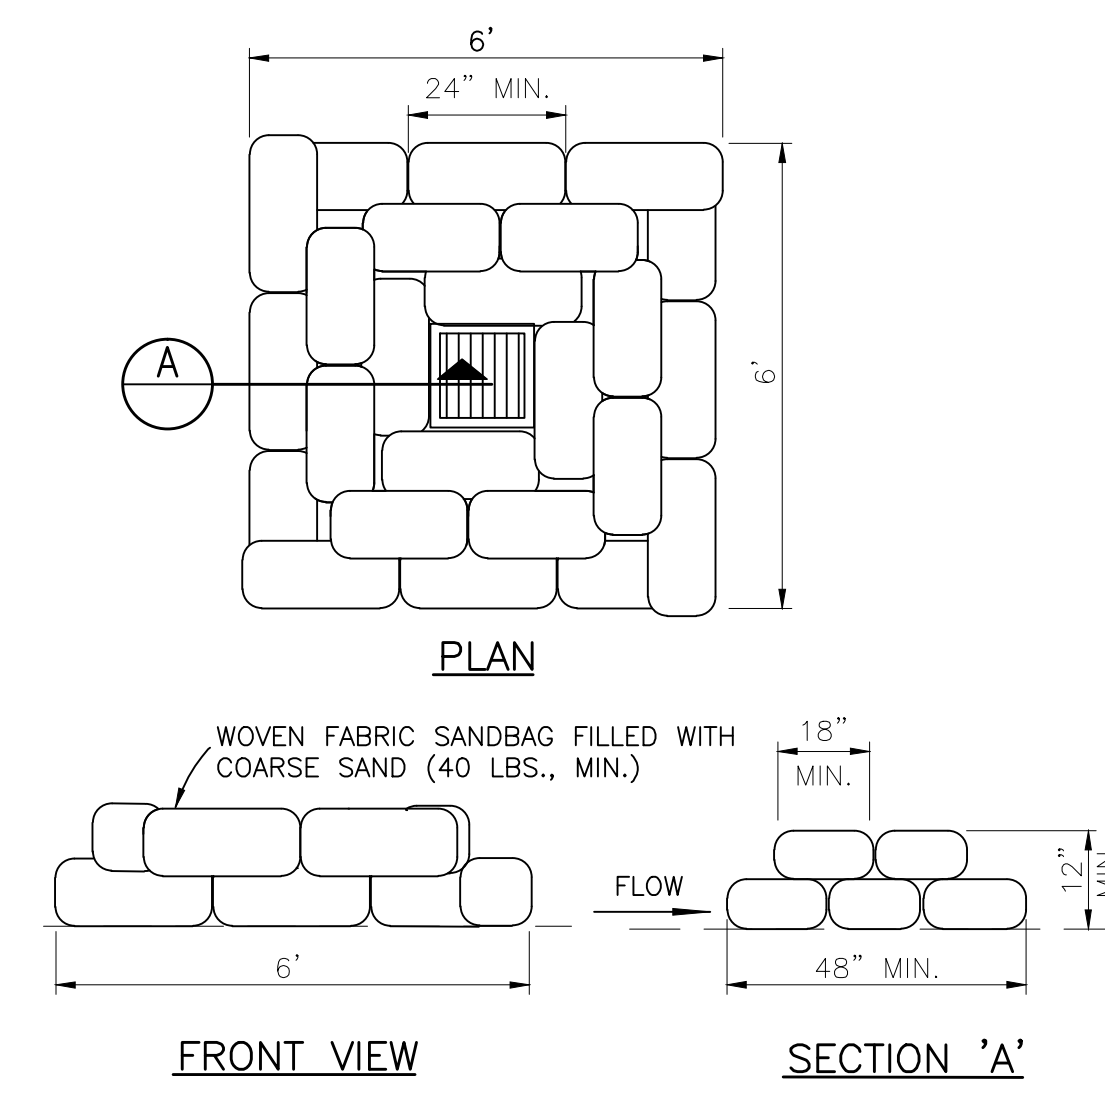 6'
24" MIN.
A
6'
PLAN
WOVEN FABRIC SANDBAG FILLED WITH
COARSE SAND (40 LBS., MIN.)
18"
MIN.
12"
FLOW
6'
48" MIN.
FRONT VIEW
SECTION 'A'